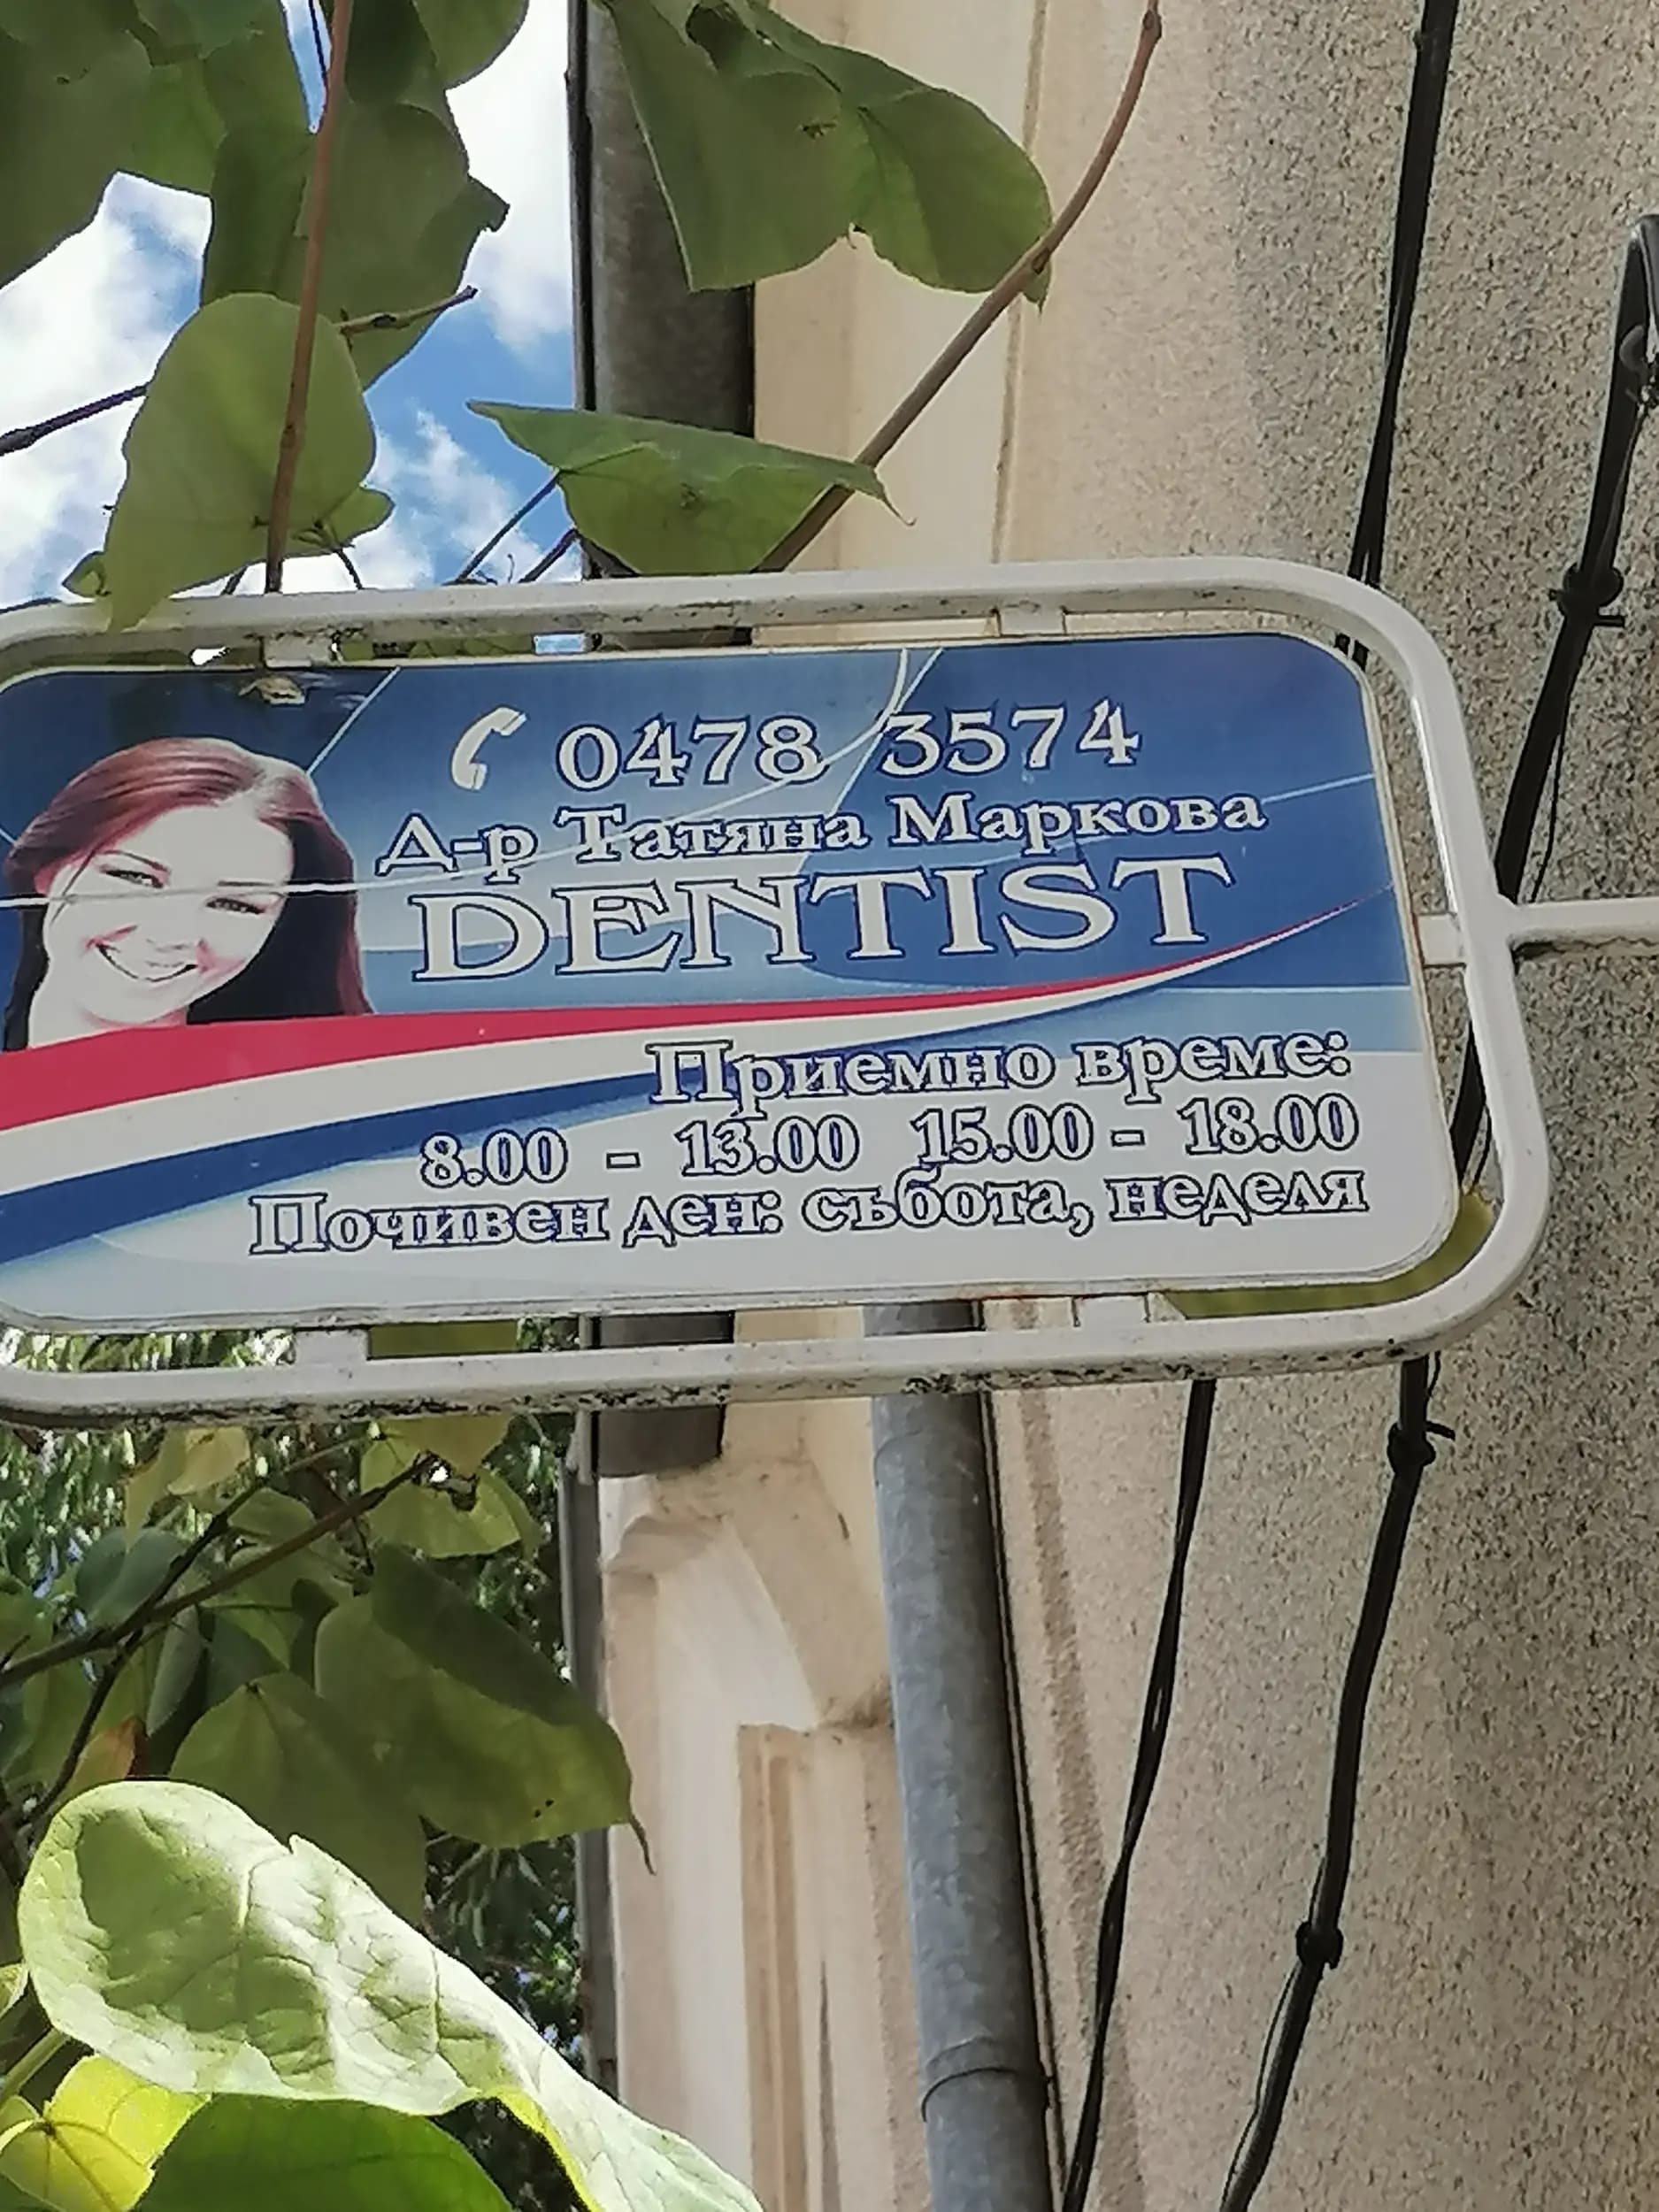 0478 3574
Д-р Татяна Маркова
DENTIST
Приемно време:
8.00 - 13.00 15.00 - 18.00
Почивен ден: събота, неделя